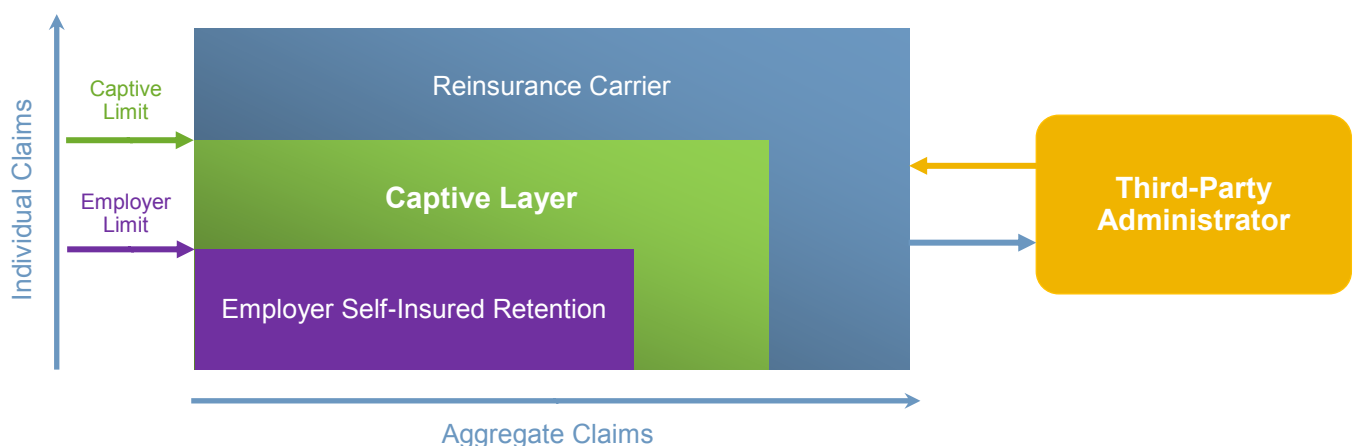 Individual Claims
Captive
Limit
Employer
Limit
Reinsurance Carrier
Captive Layer
Employer Self-Insured Retention
Third-Party
Administrator
Aggregate Claims